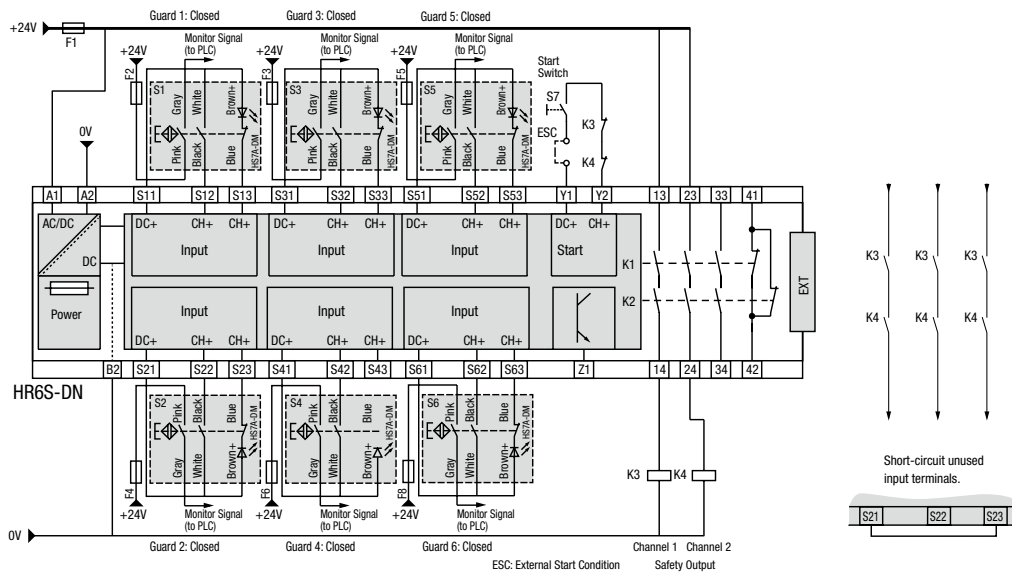 Guard 1: Closed Guard 3: Closed Guard 5: Closed
+24V
F1
+24V Monitor Signal (to PLC) +24V Monitor Signal (to PLC) +24V Monitor Signal (to PLC)
F2 F3 F5
Start Switch
S1 Gray White Brown+ S3 Gray White Brown+ S5 Gray White Brown+
S7
ESC
K3
K4
0V
Pink Black Blue HS7A-DM Pink Black Blue HS7A-DM Pink Black Blue HS7A-DM
A1 A2 S11 S12 S13 S31 S32 S33 S51 S52 S53 Y1 Y2 13 23 33 41
AC/DC
DC
DC+ CH+ CH+ DC+ CH+ CH+ DC+ CH+ CH+ DC+ CH+
Input Input Input Start
K1
K2
EXT
Power
Input Input Input
DC+ CH+ CH+ DC+ CH+ CH+ DC+ CH+ CH+
B2 S21 S22 S23 S41 S42 S43 S61 S62 S63 Z1 14 24 34 42
HR6S-DN
S2 Pink Black Blue HS7A-DM S4 Pink Black Blue HS7A-DM S6 Pink Black Blue HS7A-DM
Gray White Brown+ Gray White Brown+ Gray White Brown+
F4 F6 F8
+24V Monitor Signal (to PLC) +24V Monitor Signal (to PLC) +24V Monitor Signal (to PLC)
K3 K4
0V
Guard 2: Closed Guard 4: Closed Guard 6: Closed
Channel 1 Channel 2
ESC: External Start Condition
Safety Output
K3 K3 K3
K4 K4 K4
Short-circuit unused
input terminals.
S21 S22 S23